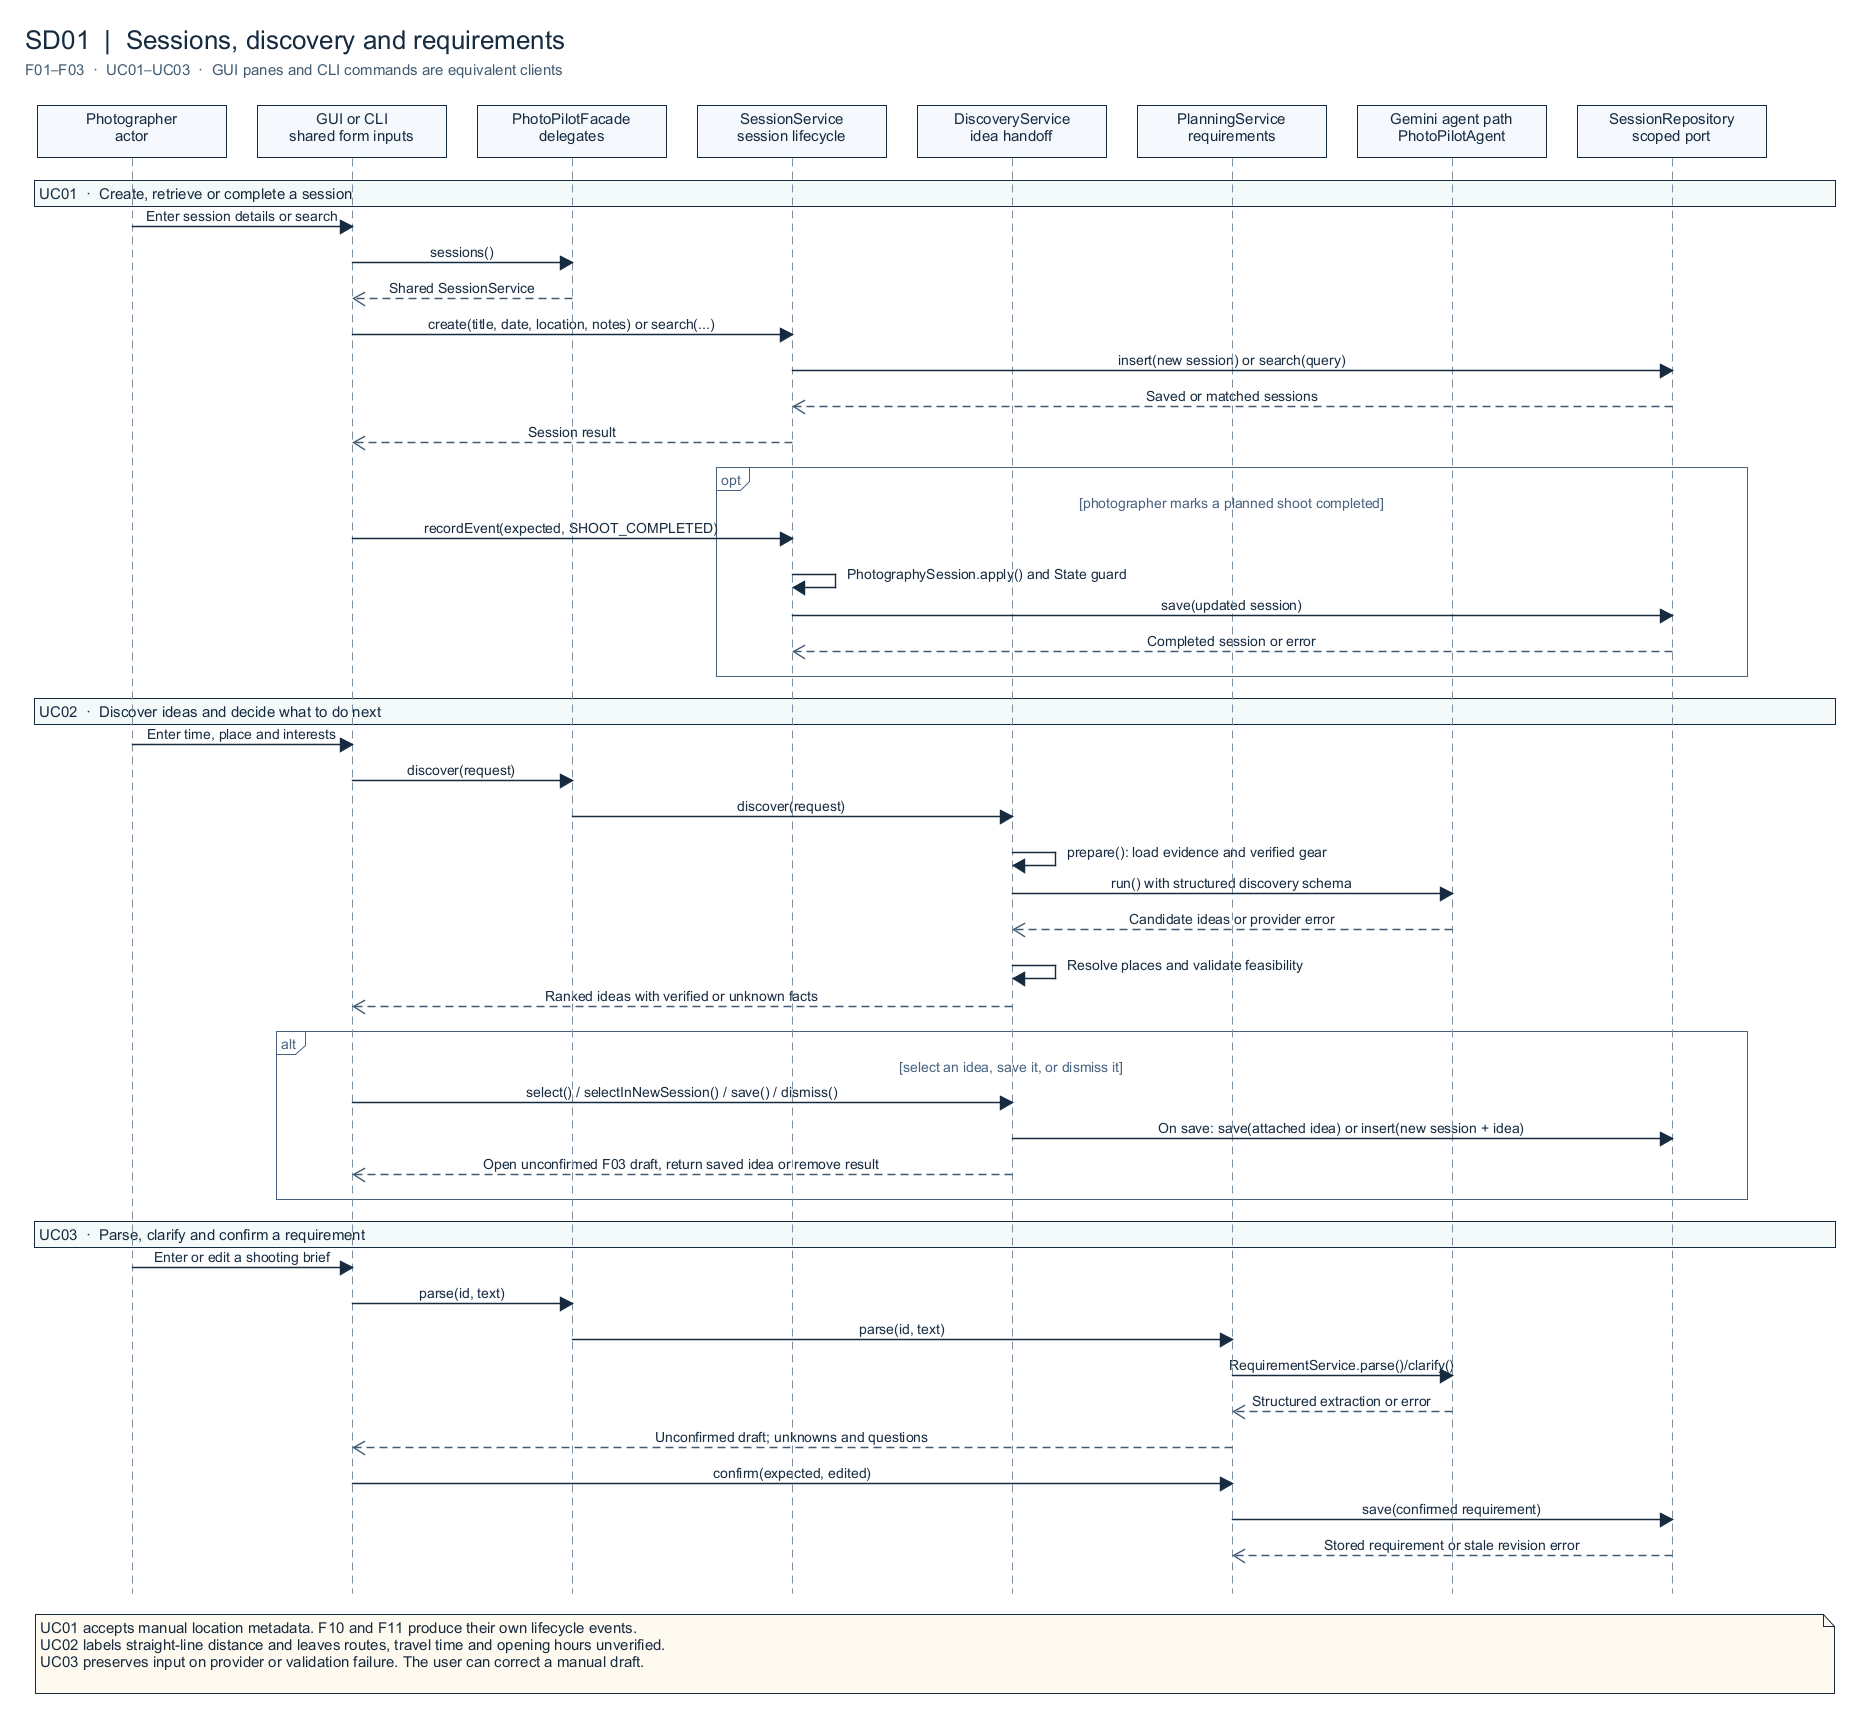 SD01 | Sessions, discovery and requirements
F01–F03 · UC01–UC03 · GUI panes and CLI commands are equivalent clients
Photographer
actor
GUI or CLI
shared form inputs
PhotoPilotFacade
delegates
SessionService
session lifecycle
DiscoveryService
idea handoff
PlanningService
requirements
Gemini agent path
PhotoPilotAgent
SessionRepository
scoped port
UC01 · Create, retrieve or complete a session
Enter session details or search
sessions()
Shared SessionService
create(title, date, location, notes) or search(...)
insert(new session) or search(query)
Saved or matched sessions
Session result
opt
[photographer marks a planned shoot completed]
recordEvent(expected, SHOOT_COMPLETED)
PhotographySession.apply() and State guard
save(updated session)
Completed session or error
UC02 · Discover ideas and decide what to do next
Enter time, place and interests
discover(request)
discover(request)
prepare(): load evidence and verified gear
run() with structured discovery schema
Candidate ideas or provider error
Resolve places and validate feasibility
Ranked ideas with verified or unknown facts
alt
[select an idea, save it, or dismiss it]
select() / selectInNewSession() / save() / dismiss()
On save: save(attached idea) or insert(new session + idea)
Open unconfirmed F03 draft, return saved idea or remove result
UC03 · Parse, clarify and confirm a requirement
Enter or edit a shooting brief
parse(id, text)
parse(id, text)
RequirementService.parse()/clarify()
Structured extraction or error
Unconfirmed draft; unknowns and questions
confirm(expected, edited)
save(confirmed requirement)
Stored requirement or stale revision error
UC01 accepts manual location metadata. F10 and F11 produce their own lifecycle events.
UC02 labels straight-line distance and leaves routes, travel time and opening hours unverified.
UC03 preserves input on provider or validation failure. The user can correct a manual draft.